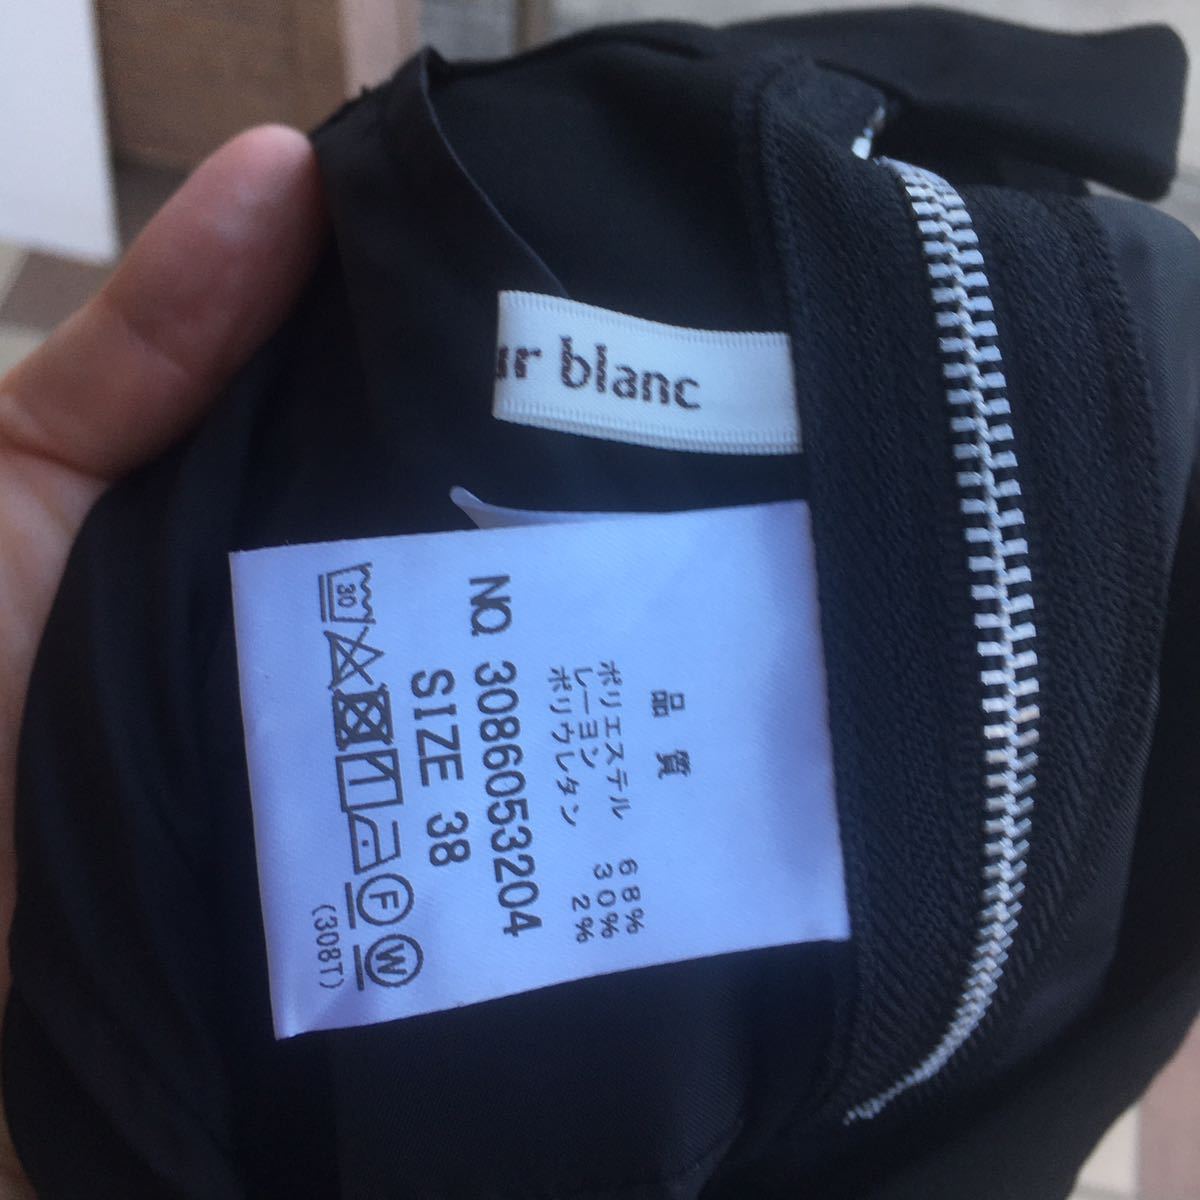 ur blanc
品 質
ポリエステル 68%
レーヨン 30%
ポリウレタン 2%
NO 3086053204
SIZE 38
30
F
W
(308T)